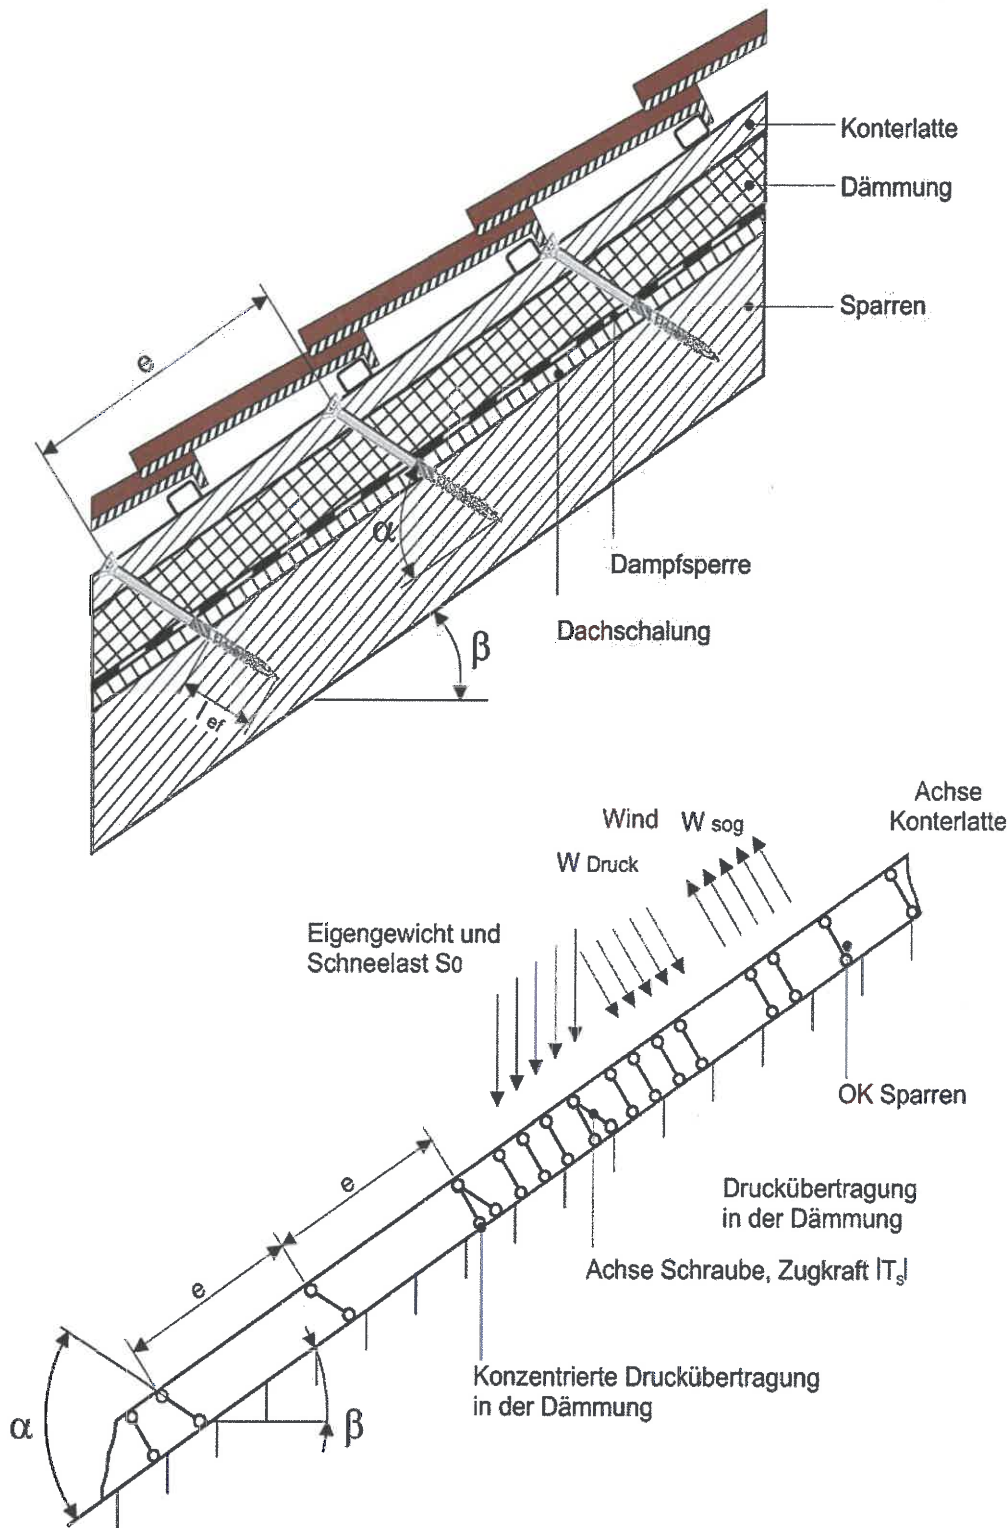 Konterlatte
Dämmung
Sparren
e
α
Dampfsperre
Dachschalung
β
l ef
Achse
Konterlatte
Wind W sog
W Druck
Eigengewicht und
Schneelast S0
OK Sparren
e
e
Druckübertragung
in der Dämmung
Achse Schraube, Zugkraft |Ts|
Konzentrierte Druckübertragung
in der Dämmung
α
β